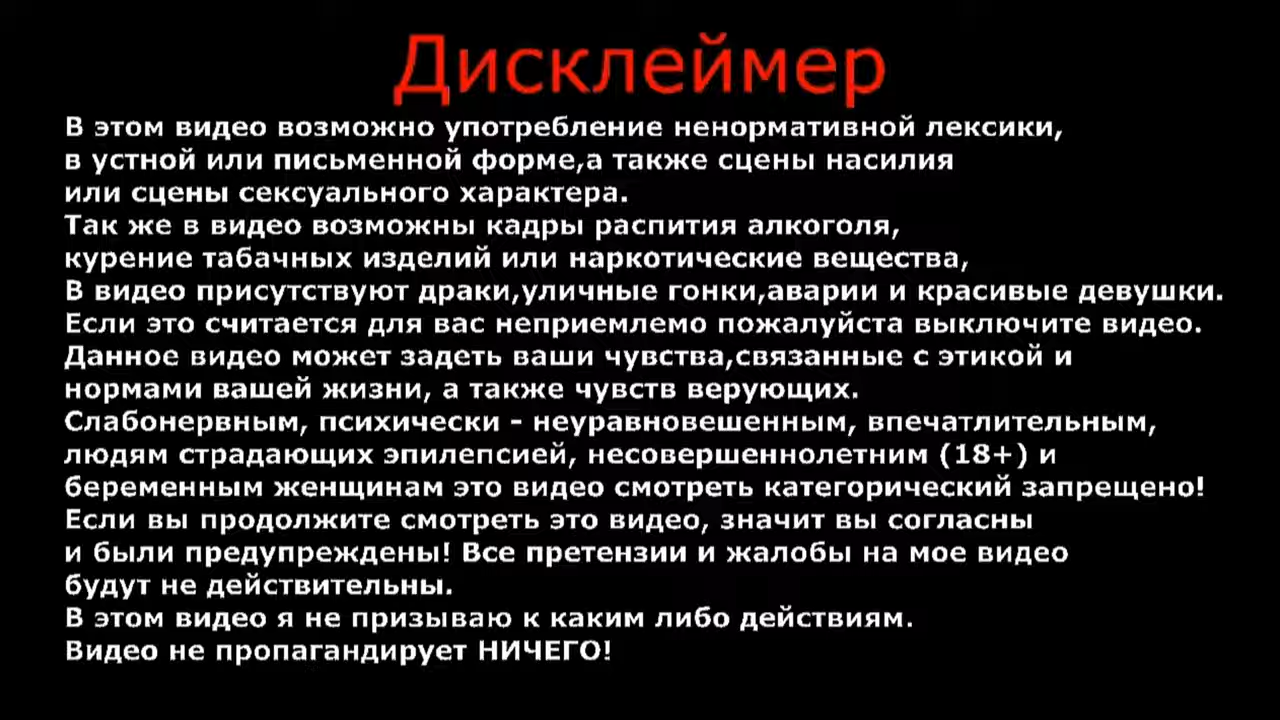 Дисклеймер
В этом видео возможно употребление ненормативной лексики,
в устной или письменной форме,а также сцены насилия
или сцены сексуального характера.
Так же в видео возможны кадры распития алкоголя,
курение табачных изделий или наркотические вещества,
В видео присутствуют драки,уличные гонки,аварии и красивые девушки.
Если это считается для вас неприемлемо пожалуйста выключите видео.
Данное видео может задеть ваши чувства,связанные с этикой и
нормами вашей жизни, а также чувств верующих.
Слабонервным, психически - неуравновешенным, впечатлительным,
людям страдающих эпилепсией, несовершеннолетним (18+) и
беременным женщинам это видео смотреть категорический запрещено!
Если вы продолжите смотреть это видео, значит вы согласны
и были предупреждены! Все претензии и жалобы на мое видео
будут не действительны.
В этом видео я не призываю к каким либо действиям.
Видео не пропагандирует НИЧЕГО!